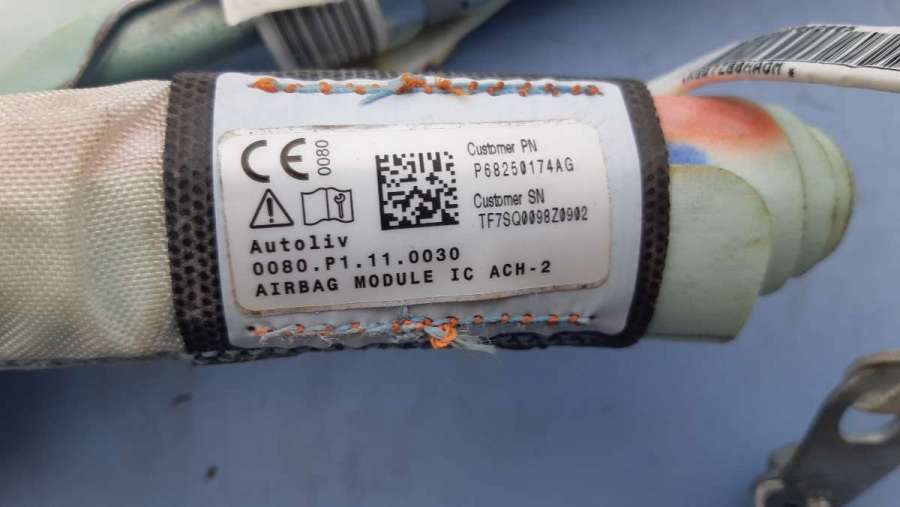 CE
0080
Customer PN
P68250174AG
Customer SN
TF7SQ0098Z0902
Autoliv
0080.P1.11.0030
AIRBAG MODULE IC ACH-2